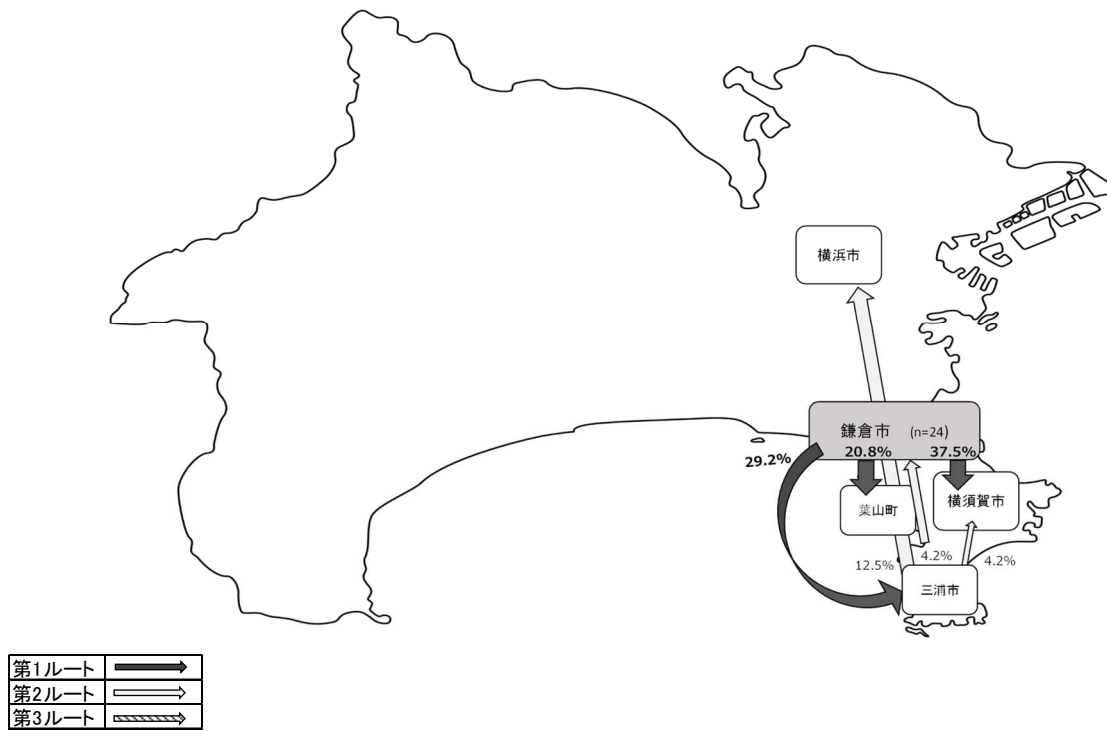 横浜市
鎌倉市 (n=24)
29.2% 20.8% 37.5%
葉山町 横須賀市
12.5% 4.2% 4.2%
三浦市
第1ルート
第2ルート
第3ルート